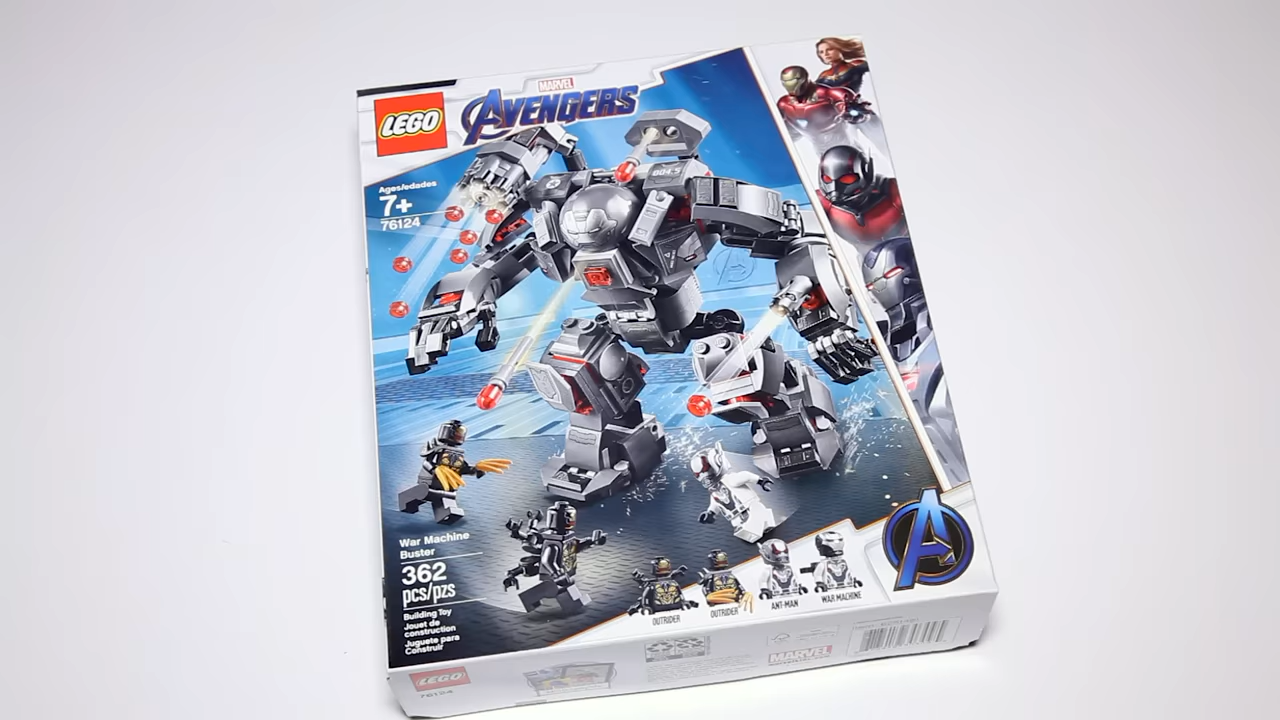 LEGO
MARVEL
AVENGERS
Ages/edades
7+
76124
War Machine
Buster
362
pcs/pzs
Building Toy
Jouet de
construction
Juguete para
Construir
OUTRIDER
OUTRIDER
ANT-MAN
WAR MACHINE
LEGO
76124
MARVEL